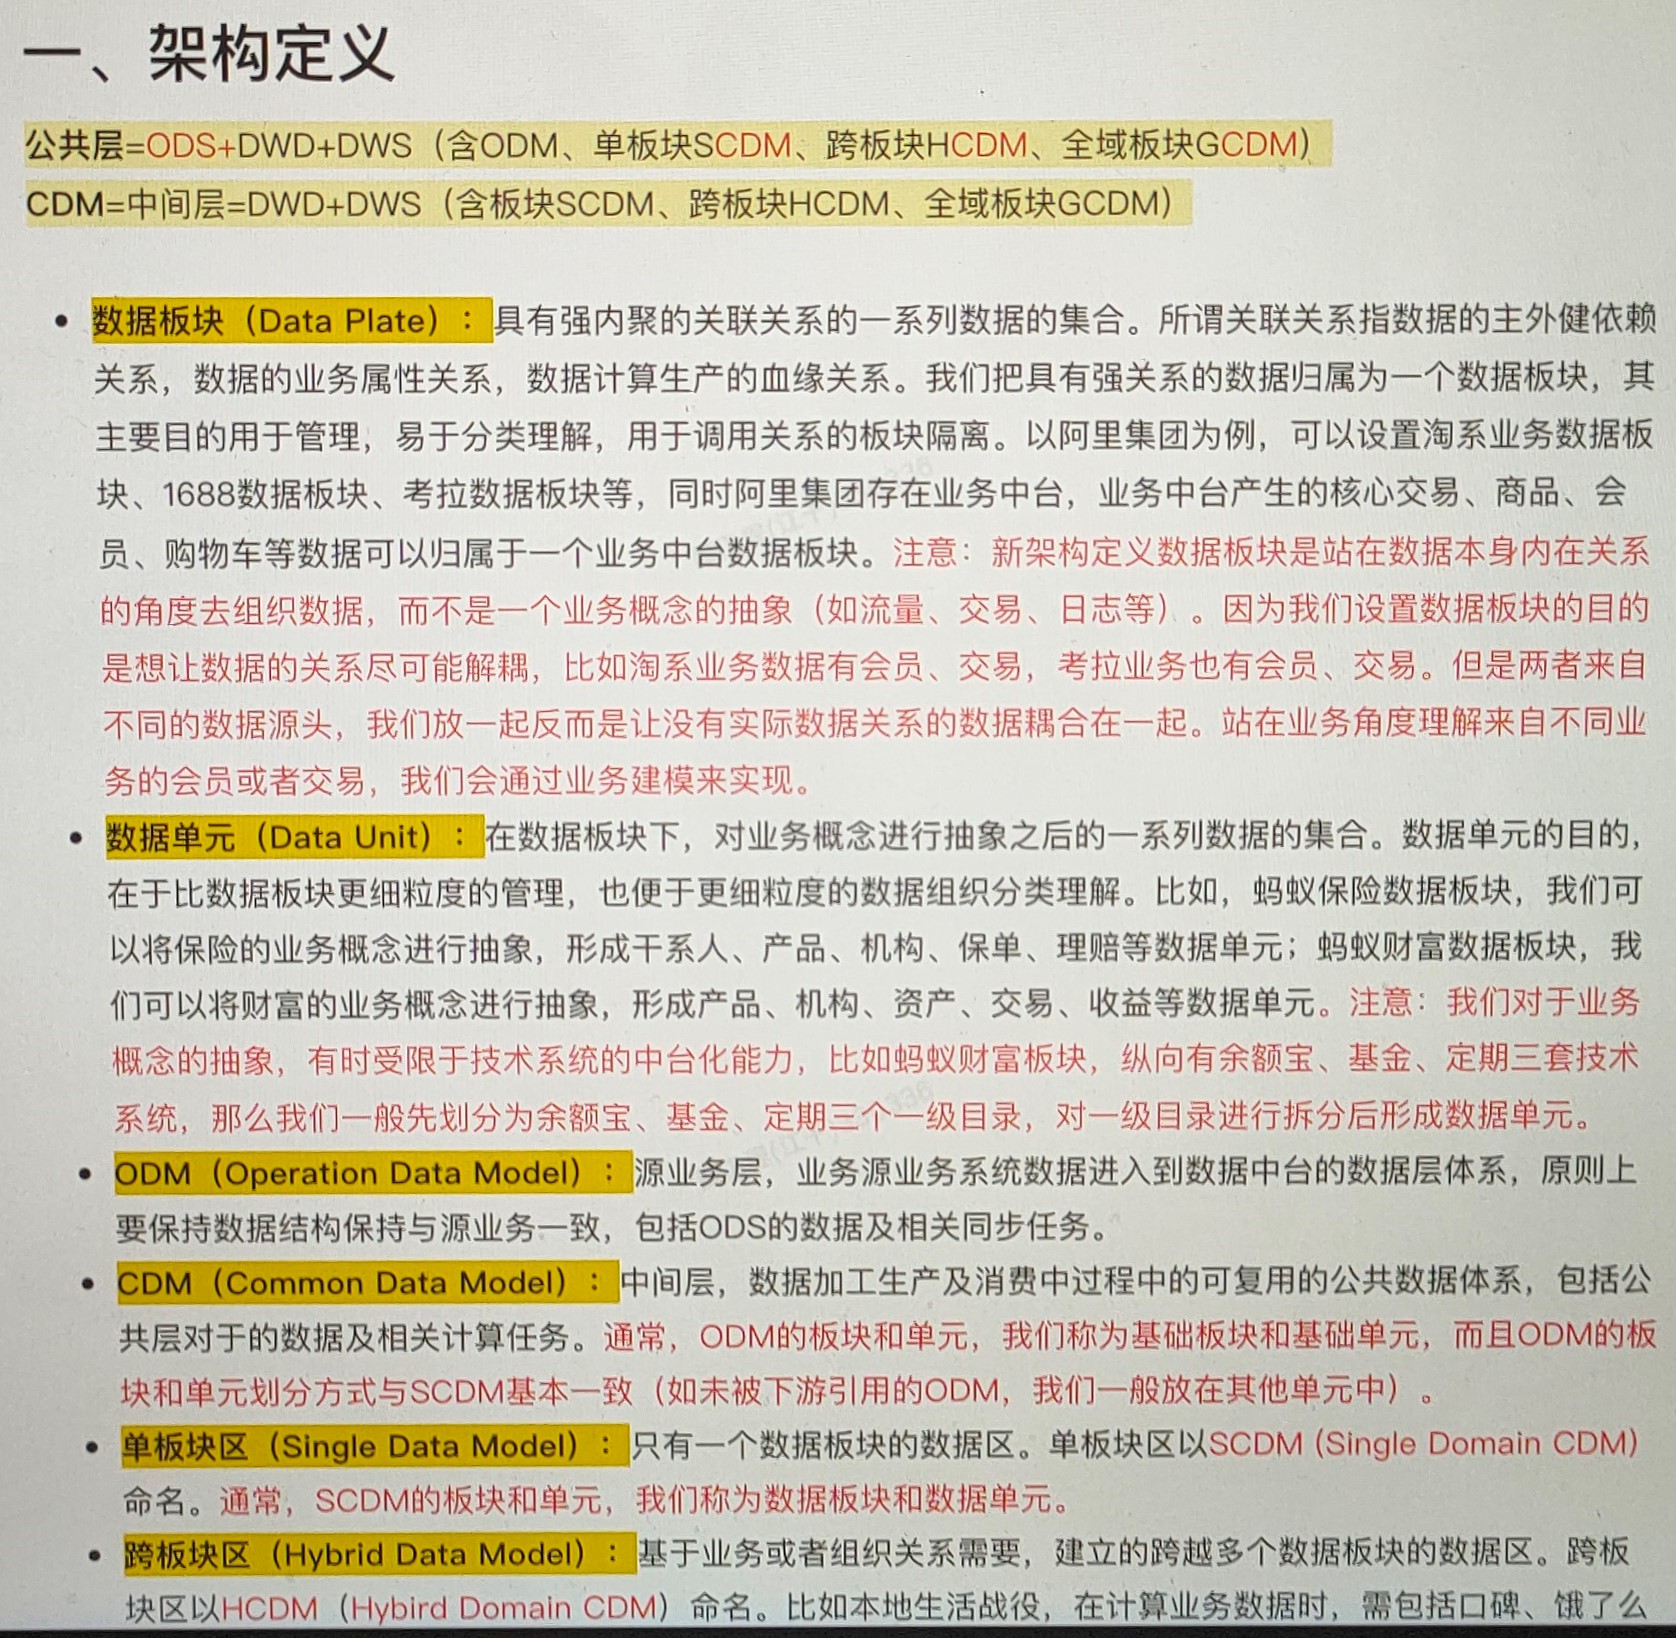 一、架构定义
公共层=ODS+DWD+DWS（含ODM、单板块SCDM、跨板块HCDM、全域板块GCDM）
CDM=中间层=DWD+DWS（含板块SCDM、跨板块HCDM、全域板块GCDM）
• 数据板块（Data Plate）：具有强内聚的关联关系的一系列数据的集合。所谓关联关系指数据的主外健依赖
关系，数据的业务属性关系，数据计算生产的血缘关系。我们把具有强关系的数据归属为一个数据板块，其
主要目的用于管理，易于分类理解，用于调用关系的板块隔离。以阿里集团为例，可以设置淘系业务数据板
块、1688数据板块、考拉数据板块等，同时阿里集团存在业务中台，业务中台产生的核心交易、商品、会
员、购物车等数据可以归属于一个业务中台数据板块。注意：新架构定义数据板块是站在数据本身内在关系
的角度去组织数据，而不是一个业务概念的抽象（如流量、交易、日志等）。因为我们设置数据板块的目的
是想让数据的关系尽可能解耦，比如淘系业务数据有会员、交易，考拉业务也有会员、交易。但是两者来自
不同的数据源头，我们放一起反而是让没有实际数据关系的数据耦合在一起。站在业务角度理解来自不同业
务的会员或者交易，我们会通过业务建模来实现。
• 数据单元（Data Unit）：在数据板块下，对业务概念进行抽象之后的一系列数据的集合。数据单元的目的，
在于比数据板块更细粒度的管理，也便于更细粒度的数据组织分类理解。比如，蚂蚁保险数据板块，我们可
以将保险的业务概念进行抽象，形成干系人、产品、机构、保单、理赔等数据单元；蚂蚁财富数据板块，我
们可以将财富的业务概念进行抽象，形成产品、机构、资产、交易、收益等数据单元。注意：我们对于业务
概念的抽象，有时受限于技术系统的中台化能力，比如蚂蚁财富板块，纵向有余额宝、基金、定期三套技术
系统，那么我们一般先划分为余额宝、基金、定期三个一级目录，对一级目录进行拆分后形成数据单元。
• ODM（Operation Data Model）：源业务层，业务源业务系统数据进入到数据中台的数据层体系，原则上
要保持数据结构保持与源业务一致，包括ODS的数据及相关同步任务。
• CDM（Common Data Model）：中间层，数据加工生产及消费中过程中的可复用的公共数据体系，包括公
共层对于的数据及相关计算任务。通常，ODM的板块和单元，我们称为基础板块和基础单元，而且ODM的板
块和单元划分方式与SCDM基本一致（如未被下游引用的ODM，我们一般放在其他单元中）。
• 单板块区（Single Data Model）：只有一个数据板块的数据区。单板块区以SCDM (Single Domain CDM)
命名。通常，SCDM的板块和单元，我们称为数据板块和数据单元。
• 跨板块区（Hybrid Data Model）：基于业务或者组织关系需要，建立的跨越多个数据板块的数据区。跨板
块区以HCDM（Hybird Domain CDM）命名。比如本地生活战役，在计算业务数据时，需包括口碑、饿了么